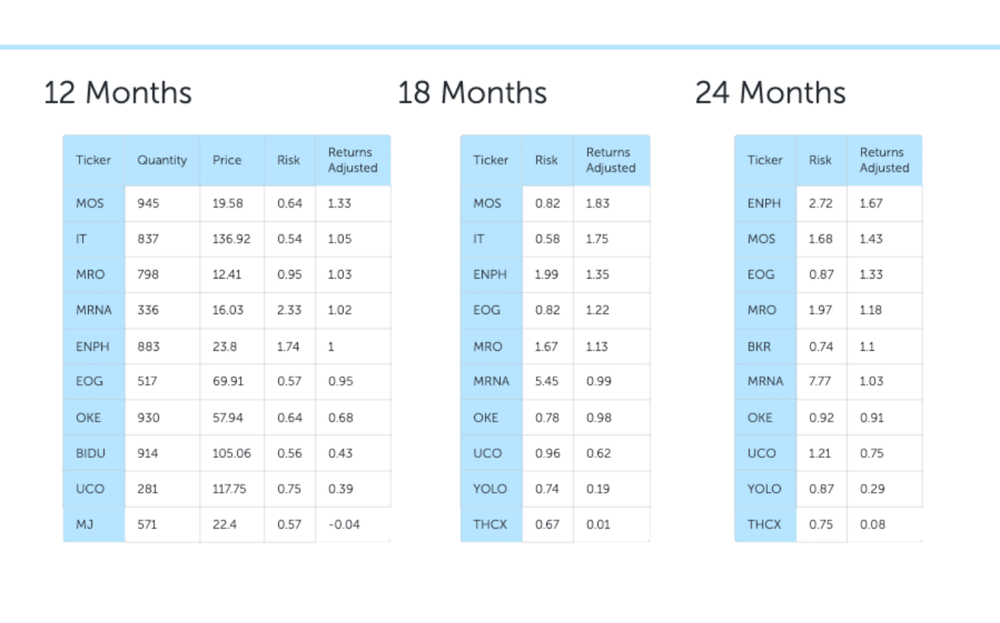 12 Months
18 Months
24 Months
Ticker Quantity Price Risk Returns Adjusted
MOS 945 19.58 0.64 1.33
IT 837 136.92 0.54 1.05
MRO 798 12.41 0.95 1.03
MRNA 336 16.03 2.33 1.02
ENPH 883 23.8 1.74 1
EOG 517 69.91 0.57 0.95
OKE 930 57.94 0.64 0.68
BIDU 914 105.06 0.56 0.43
UCO 281 117.75 0.75 0.39
MJ 571 22.4 0.57 -0.04
Ticker Risk Returns Adjusted
MOS 0.82 1.83
IT 0.58 1.75
ENPH 1.99 1.35
EOG 0.82 1.22
MRO 1.67 1.13
MRNA 5.45 0.99
OKE 0.78 0.98
UCO 0.96 0.62
YOLO 0.74 0.19
THCX 0.67 0.01
Ticker Risk Returns Adjusted
ENPH 2.72 1.67
MOS 1.68 1.43
EOG 0.87 1.33
MRO 1.97 1.18
BKR 0.74 1.1
MRNA 7.77 1.03
OKE 0.92 0.91
UCO 1.21 0.75
YOLO 0.87 0.29
THCX 0.75 0.08